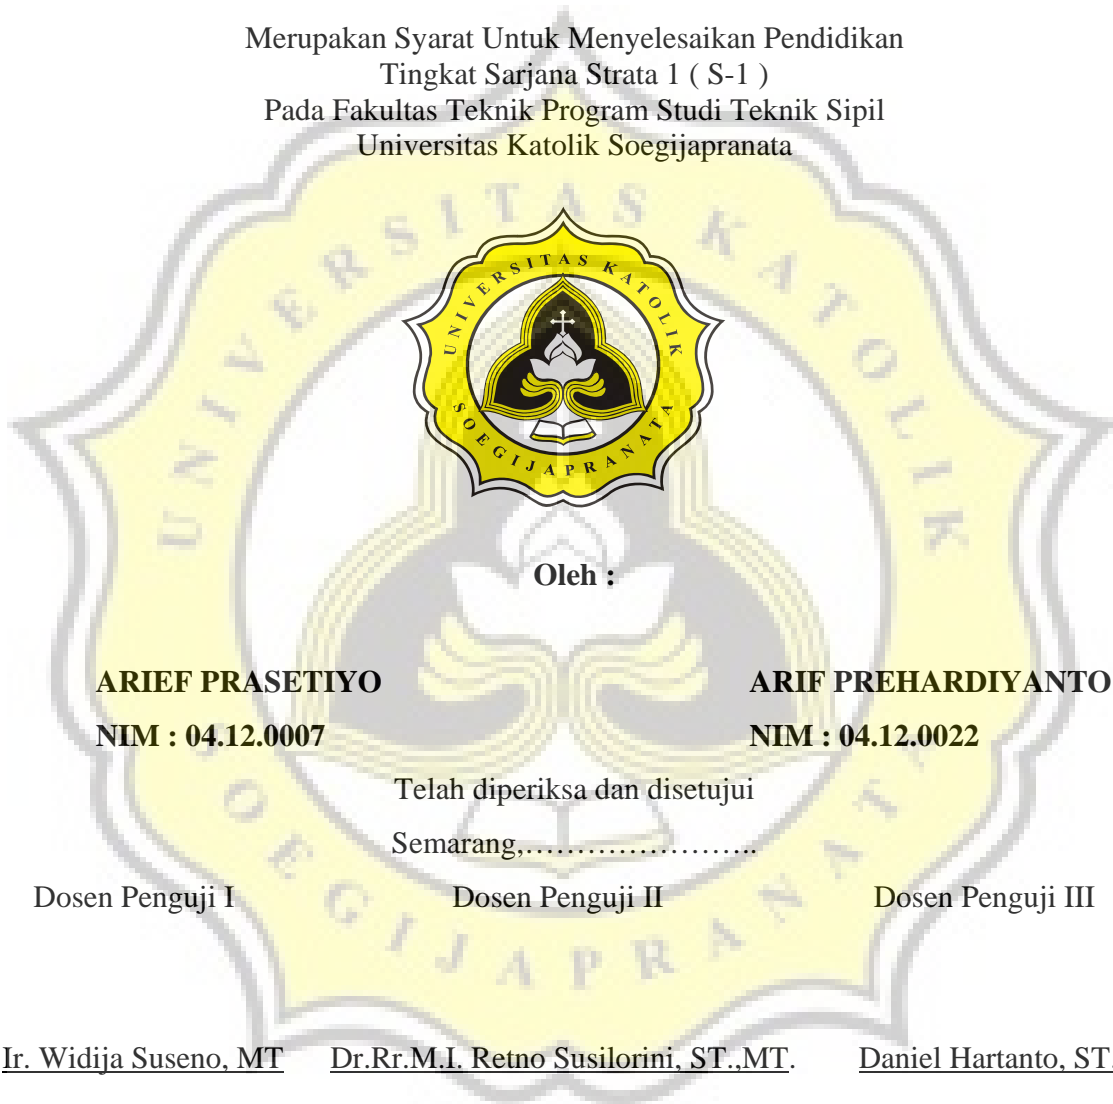 Merupakan Syarat Untuk Menyelesaikan Pendidikan
Tingkat Sarjana Strata 1 ( S-1 )
Pada Fakultas Teknik Program Studi Teknik Sipil
Universitas Katolik Soegijapranata
UNIVERSITAS KATOLIK
SOEGIJAPRANATA
UNIVERSITAS KATOLIK
SOEGIJAPRANATA
Oleh :
ARIEF PRASETIYO ARIF PREHARDIYANTO
NIM : 04.12.0007 NIM : 04.12.0022
Telah diperiksa dan disetujui
Semarang,…………………..
Dosen Penguji I Dosen Penguji II Dosen Penguji III
Ir. Widija Suseno, MT Dr.Rr.M.I. Retno Susilorini, ST.,MT. Daniel Hartanto, ST.